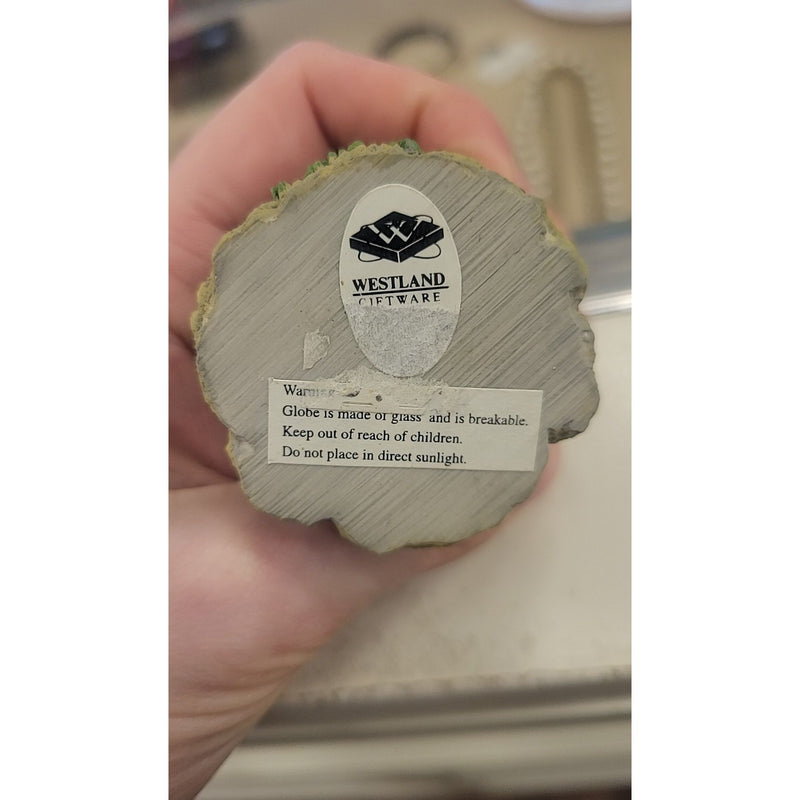 W
WESTLAND
GIFTWARE
Warning
Globe is made of glass and is breakable.
Keep out of reach of children.
Do not place in direct sunlight.